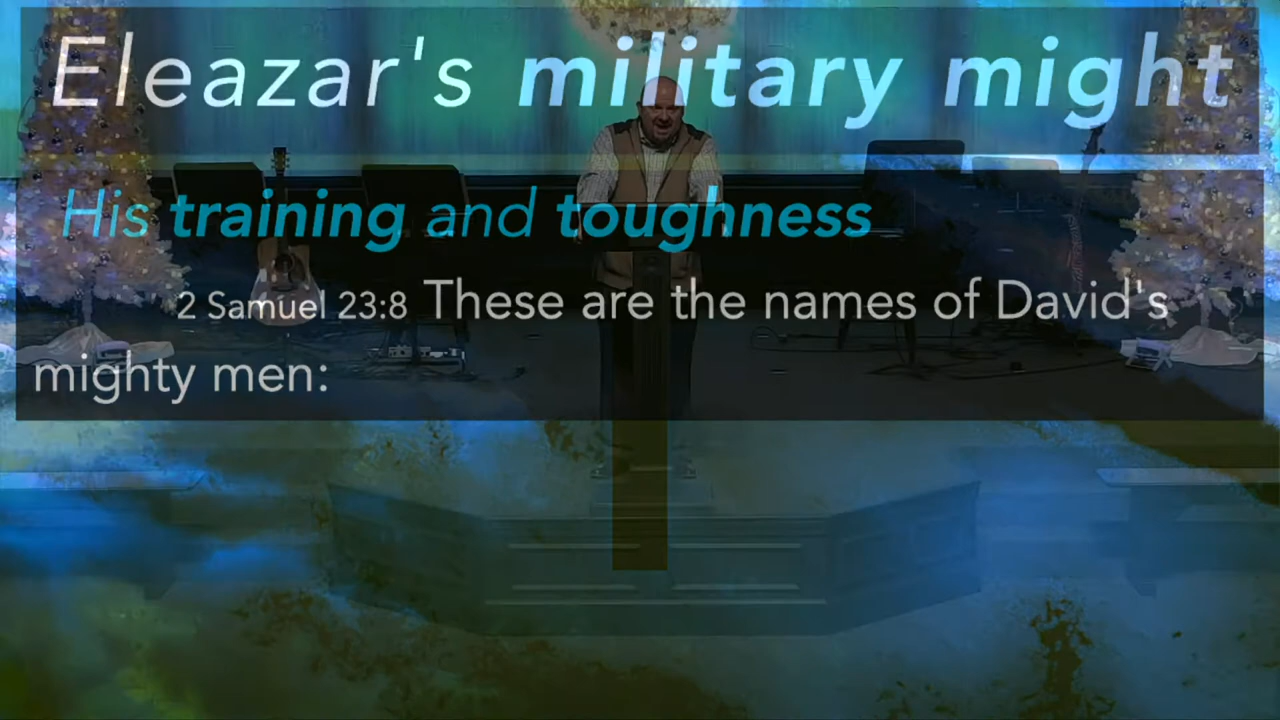 Eleazar's military might
His training and toughness
2 Samuel 23:8 These are the names of David's
mighty men: